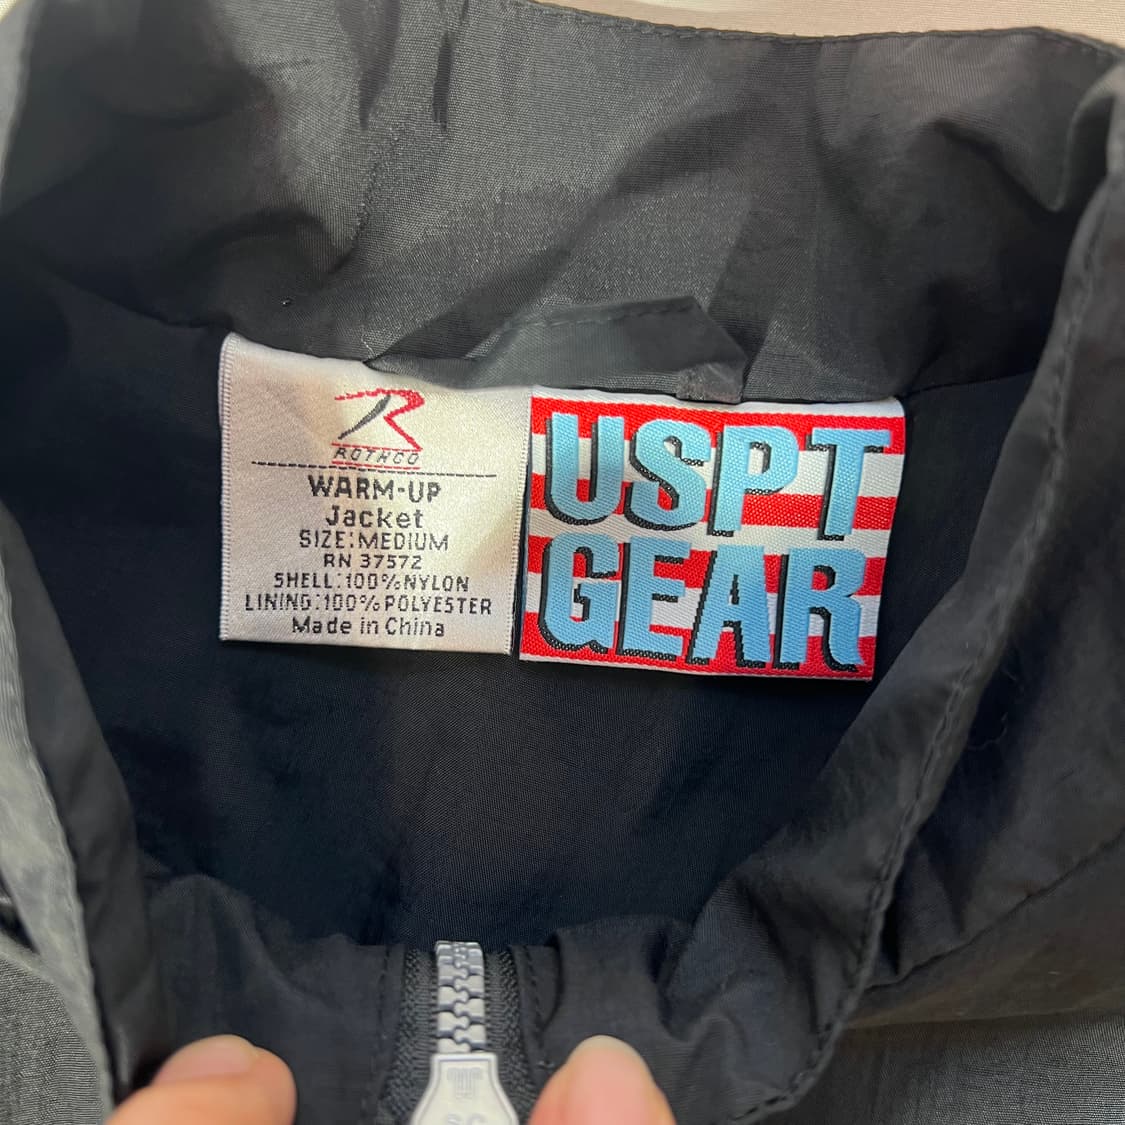 ROTHCO
WARM-UP
Jacket
SIZE:MEDIUM
RN 37572
SHELL:100%NYLON
LINING:100%POLYESTER
Made in China
USPT
GEAR